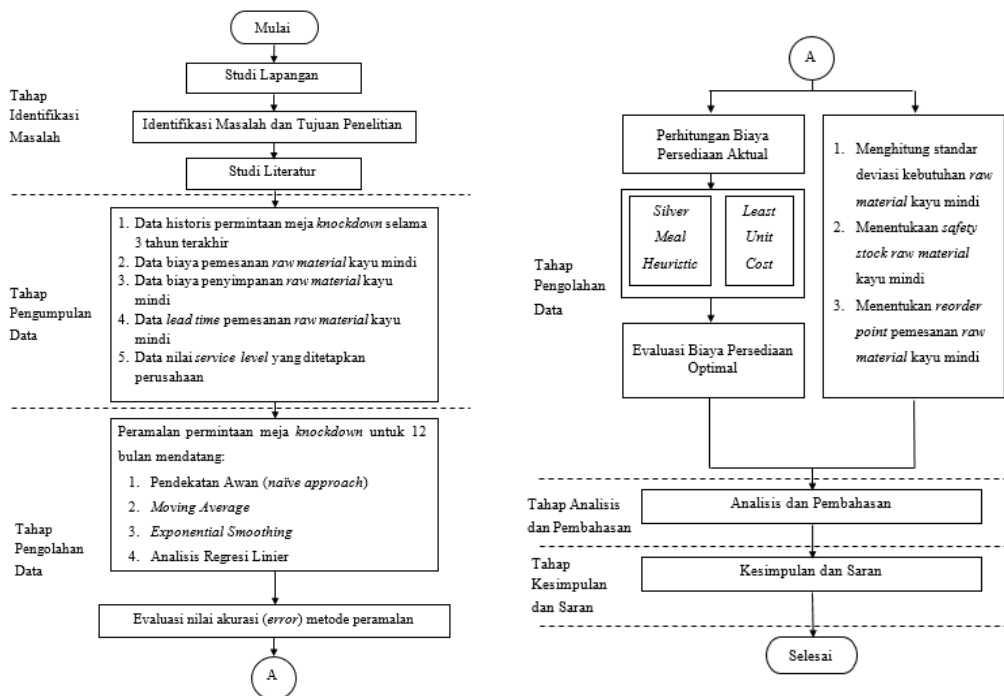 Mulai
Tahap
Identifikasi
Masalah
Studi Lapangan
Identifikasi Masalah dan Tujuan Penelitian
Studi Literatur
Tahap
Pengumpulan
Data
1. Data historis permintaan meja knockdown selama
3 tahun terakhir
2. Data biaya pemesanan raw material kayu mindi
3. Data biaya penyimpanan raw material kayu
mindi
4. Data lead time pemesanan raw material kayu
mindi
5. Data nilai service level yang ditetapkan
perusahaan
Tahap
Pengolahan
Data
Peramalan permintaan meja knockdown untuk 12
bulan mendatang:
1. Pendekatan Awan (naïve approach)
2. Moving Average
3. Exponential Smoothing
4. Analisis Regresi Linier
Evaluasi nilai akurasi (error) metode peramalan
A
A
Tahap
Pengolahan
Data
Perhitungan Biaya
Persediaan Aktual
Silver
Meal
Heuristic
Least
Unit
Cost
Evaluasi Biaya Persediaan
Optimal
1. Menghitung standar
deviasi kebutuhan raw
material kayu mindi
2. Menentukaan safety
stock raw material
kayu mindi
3. Menentukan reorder
point pemesanan raw
material kayu mindi
Tahap Analisis
dan Pembahasan
Analisis dan Pembahasan
Tahap
Kesimpulan
dan Saran
Kesimpulan dan Saran
Selesai